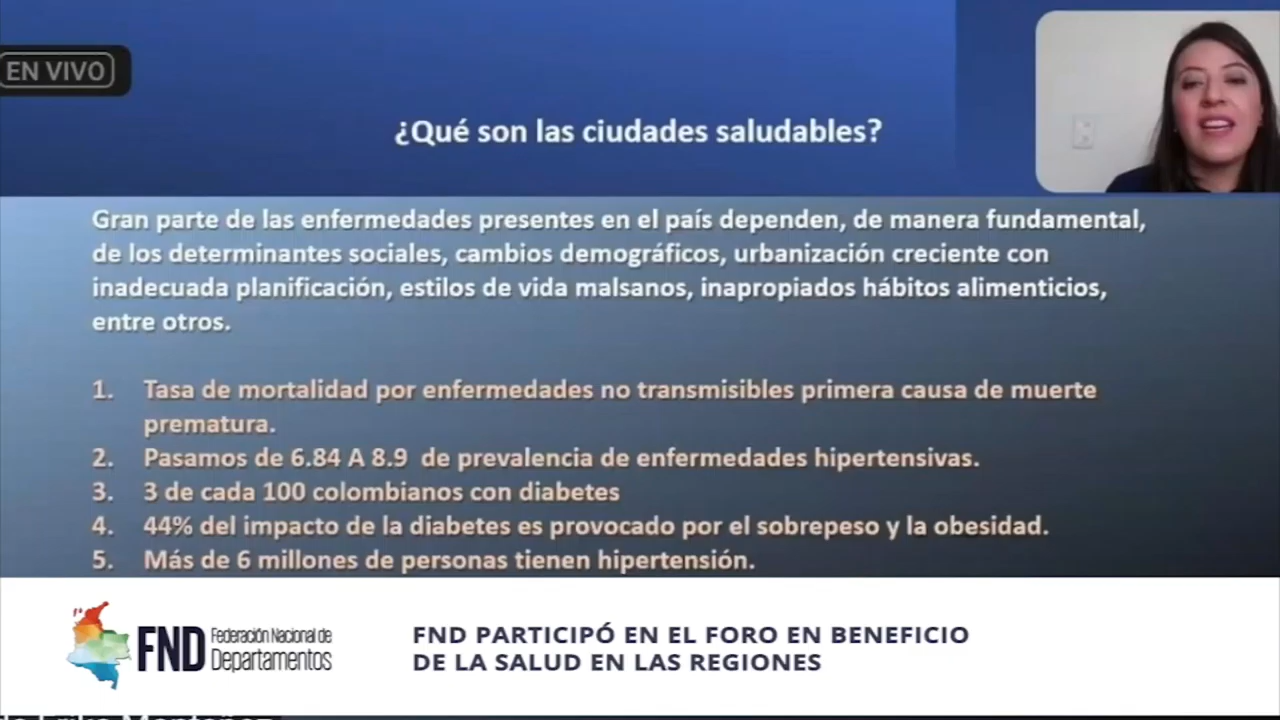 EN VIVO
¿Qué son las ciudades saludables?
Gran parte de las enfermedades presentes en el país dependen, de manera fundamental,
de los determinantes sociales, cambios demográficos, urbanización creciente con
inadecuada planificación, estilos de vida malsanos, inapropiados hábitos alimenticios,
entre otros.
1. Tasa de mortalidad por enfermedades no transmisibles primera causa de muerte
prematura.
2. Pasamos de 6.84 A 8.9 de prevalencia de enfermedades hipertensivas.
3. 3 de cada 100 colombianos con diabetes
4. 44% del impacto de la diabetes es provocado por el sobrepeso y la obesidad.
5. Más de 6 millones de personas tienen hipertensión.
FND
Federación Nacional de
Departamentos
FND PARTICIPÓ EN EL FORO EN BENEFICIO
DE LA SALUD EN LAS REGIONES